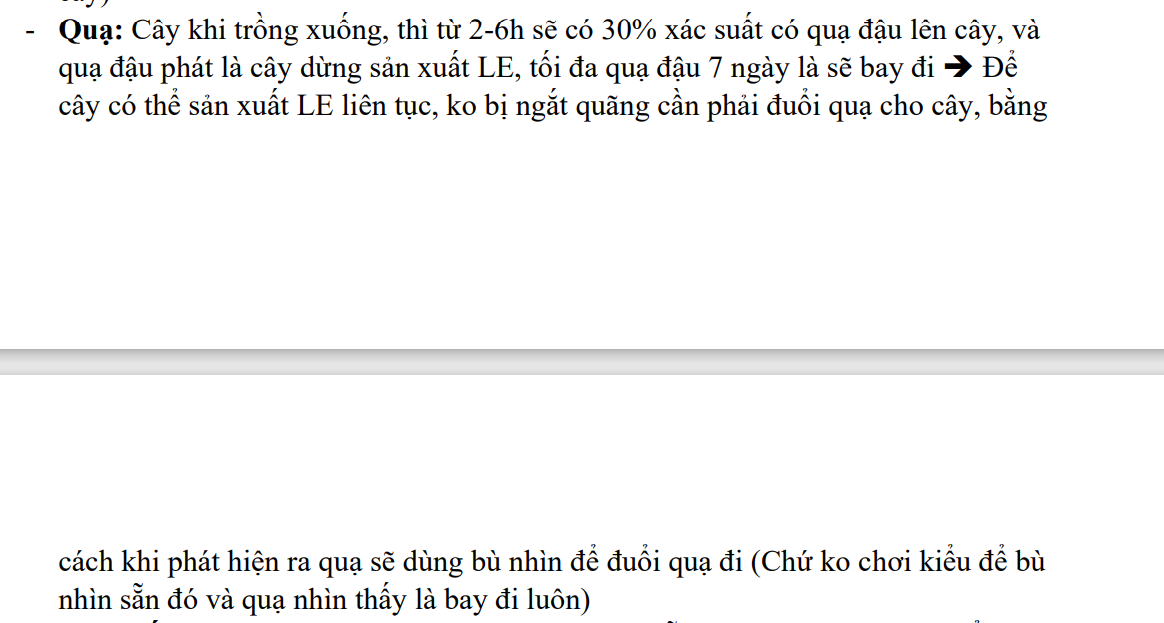 - Quạ: Cây khi trồng xuống, thì từ 2-6h sẽ có 30% xác suất có quạ đậu lên cây, và
quạ đậu phát là cây dừng sản xuất LE, tối đa quạ đậu 7 ngày là sẽ bay đi ➔ Để
cây có thể sản xuất LE liên tục, ko bị ngắt quãng cần phải đuổi quạ cho cây, bằng
cách khi phát hiện ra quạ sẽ dùng bù nhìn để đuổi quạ đi (Chứ ko chơi kiểu để bù
nhìn sẵn đó và quạ nhìn thấy là bay đi luôn)